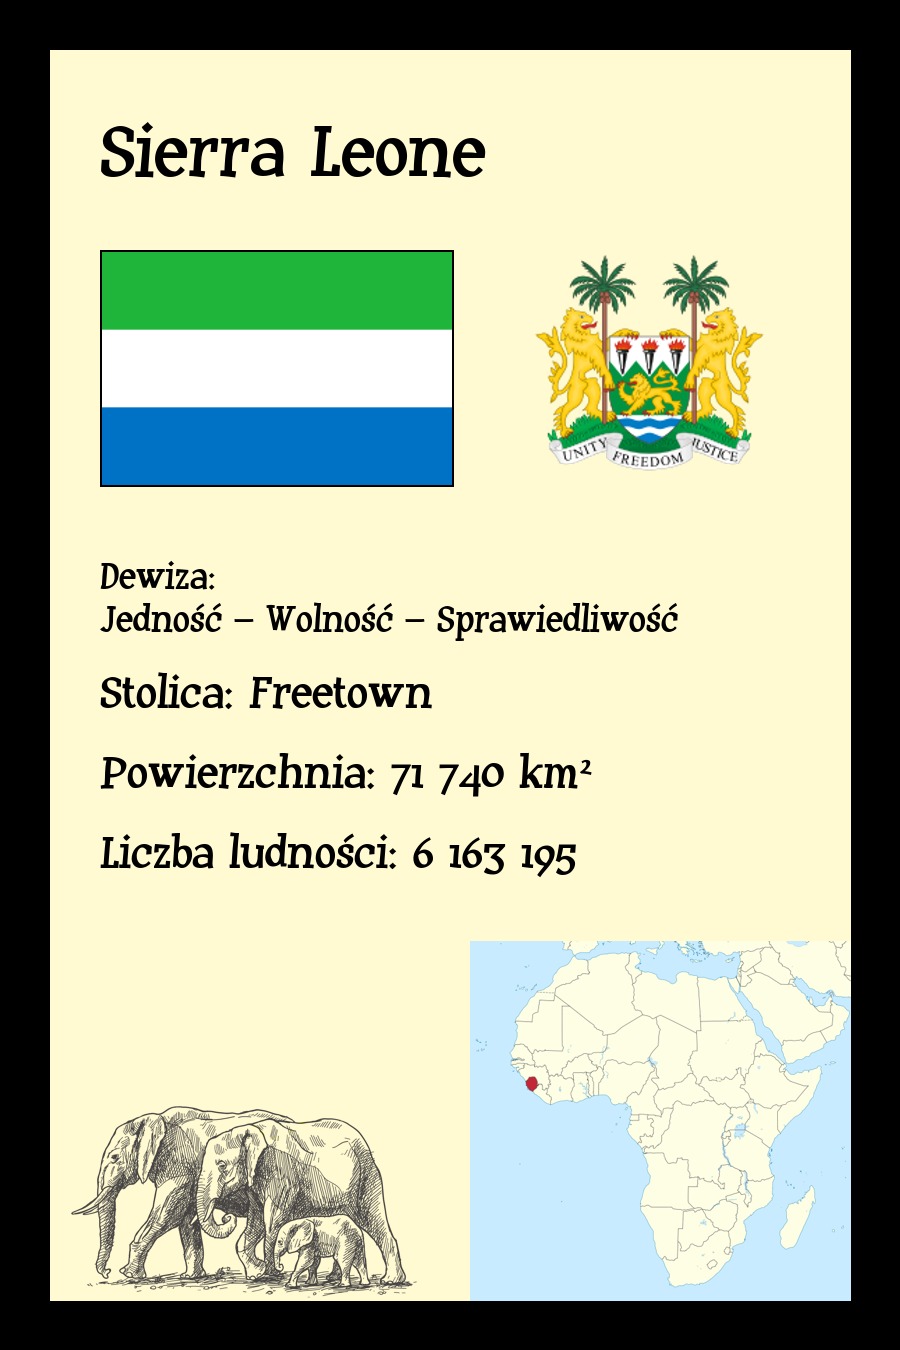 Sierra Leone
UNITY FREEDOM JUSTICE
Dewiza:
Jedność – Wolność – Sprawiedliwość
Stolica: Freetown
Powierzchnia: 71 740 km²
Liczba ludności: 6 163 195